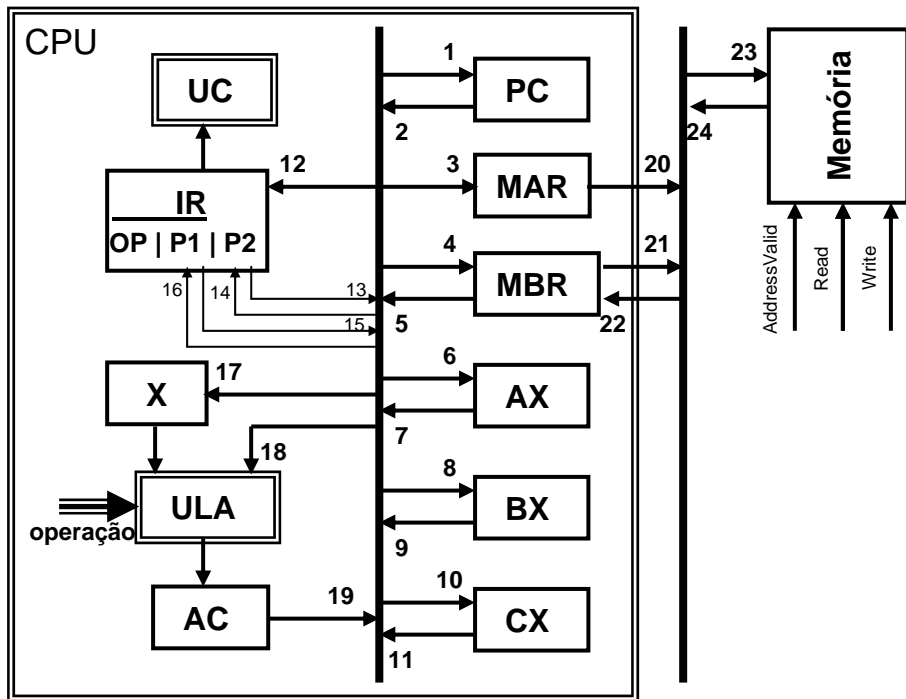 CPU
1
23
UC
PC
2
24
Memória
12
3
20
IR
MAR
OP | P1 | P2
4
21
MBR
16
14
13
15
5
22
AddressValid
Read
Write
6
17
X
AX
7
18
8
ULA
BX
operação
9
10
19
AC
CX
11